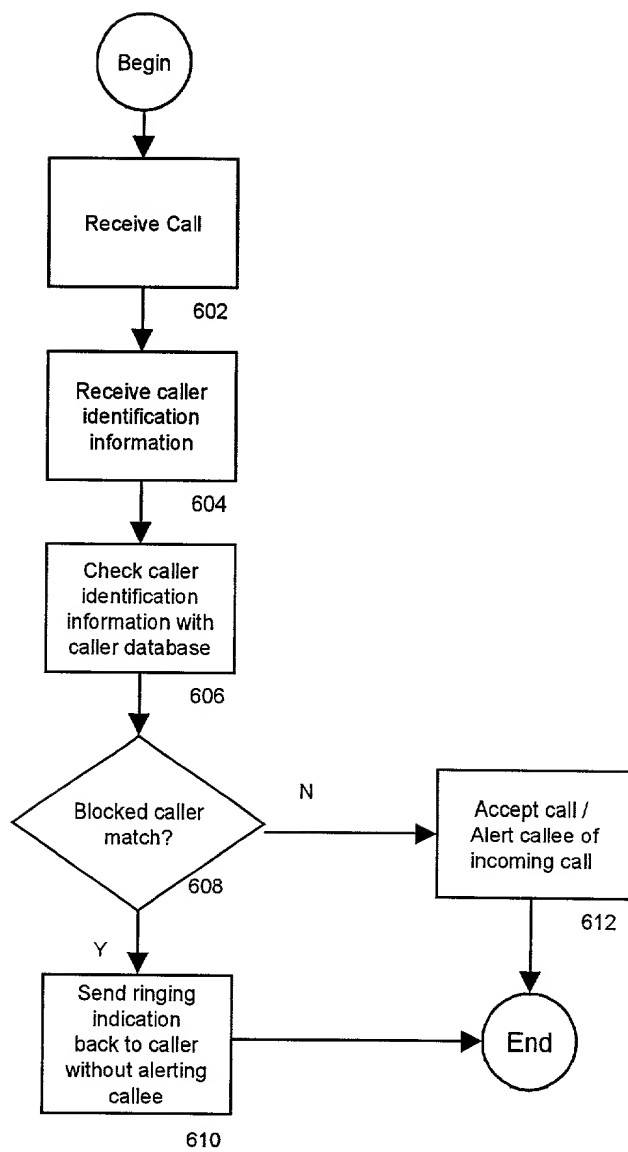 Begin
Receive Call
602
Receive caller
identification
information
604
Check caller
identification
information with
caller database
606
Blocked caller
match?
608
N
Accept call /
Alert callee of
incoming call
612
Y
Send ringing
indication
back to caller
without alerting
callee
610
End